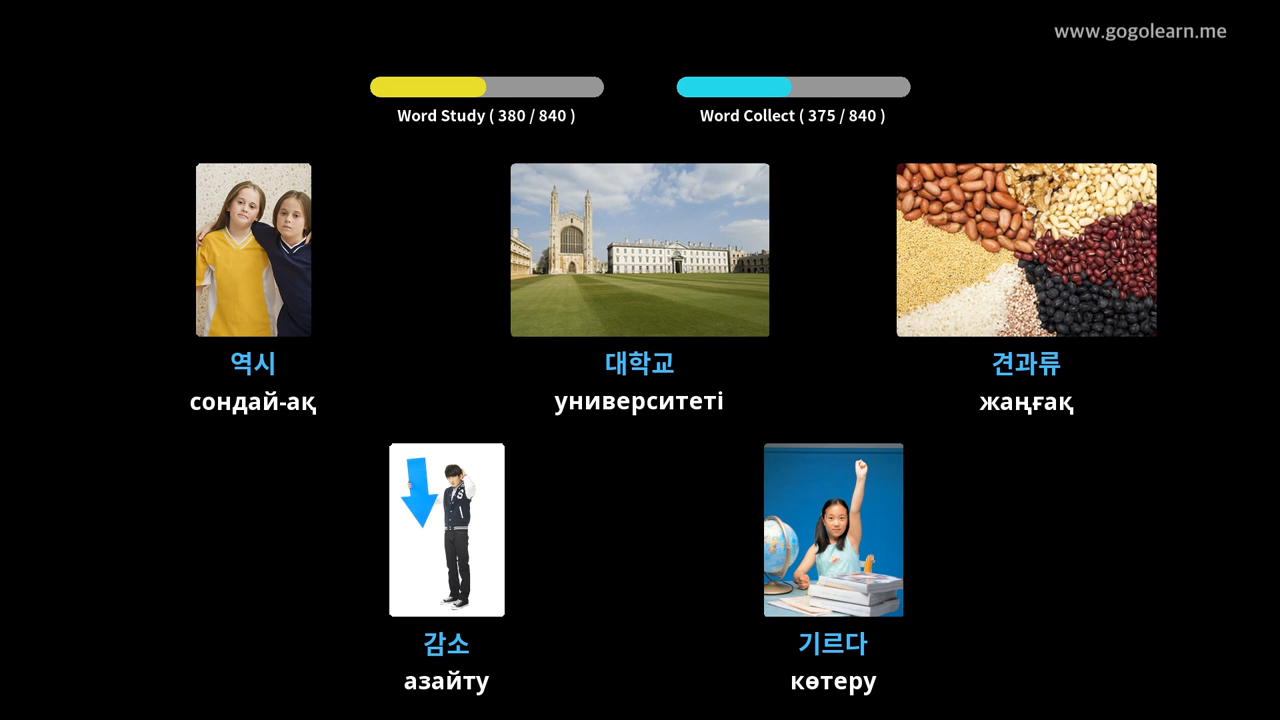 www.gogolearn.me
Word Study ( 380 / 840 )
Word Collect ( 375 / 840 )
역시
대학교
견과류
сондай-ақ
университеті
жаңғақ
감소
기르다
азайту
көтеру